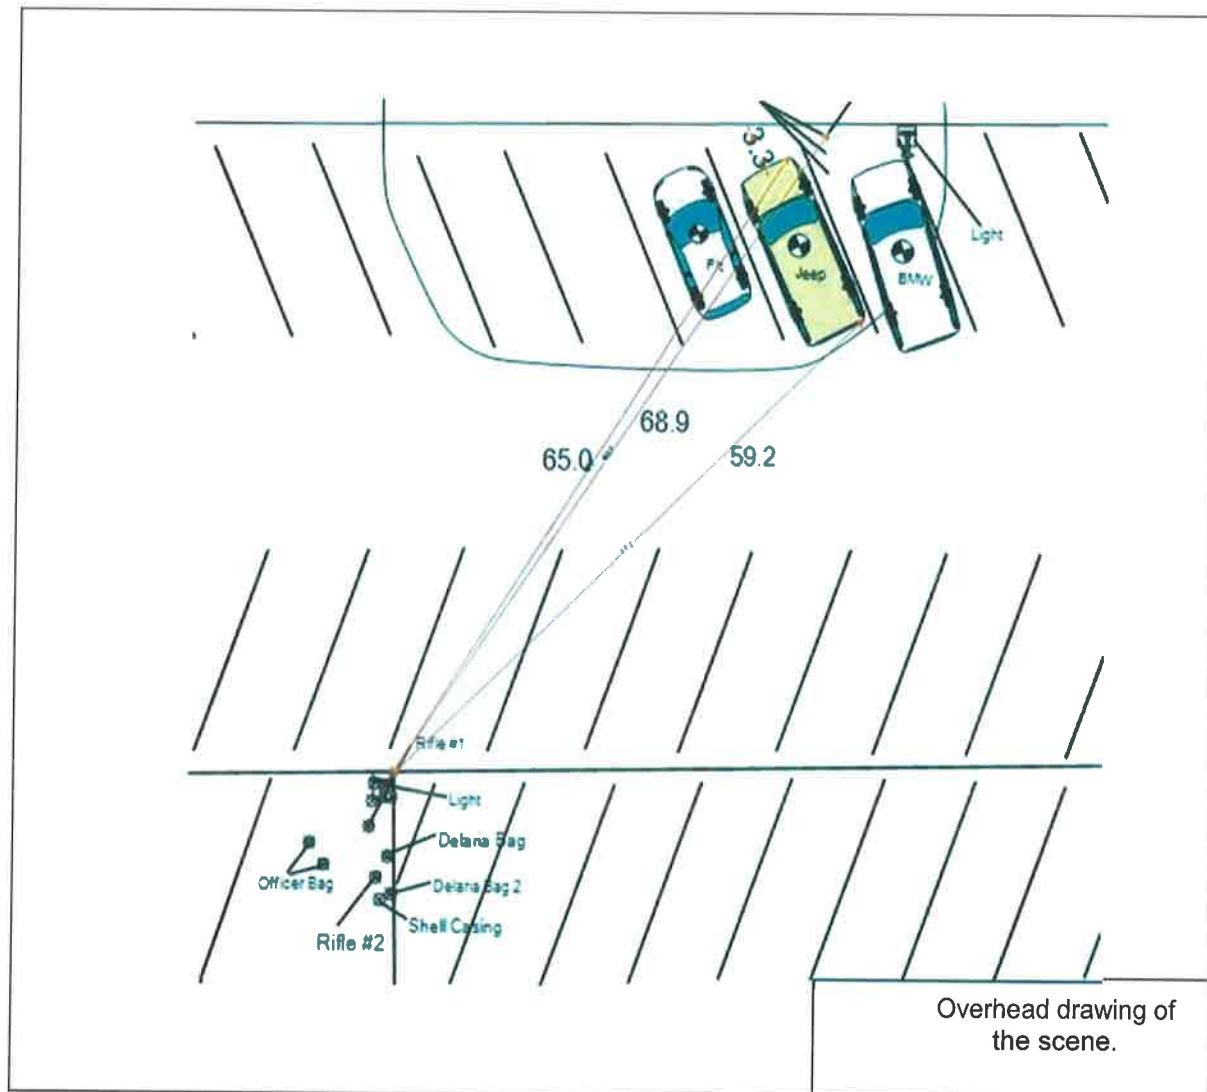 3.3
Light
Fit
Jeep
BMW
68.9
65.0
59.2
Rifle #1
Light
Delana Bag
Officer Bag
Delana Bag 2
Shell Casing
Rifle #2
Overhead drawing of
the scene.